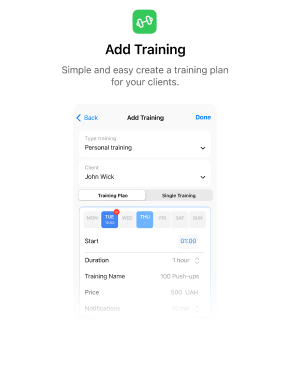 Add Training
Simple and easy create a training plan
for your clients.
Back Add Training Done
Type training
Personal training
Client
John Wick
Training Plan Single Training
MON TUE WED THU FRI SAT SUN
Start 01:00
Duration 1 hour
Training Name 100 Push-ups
Price 500 UAH
Notifications